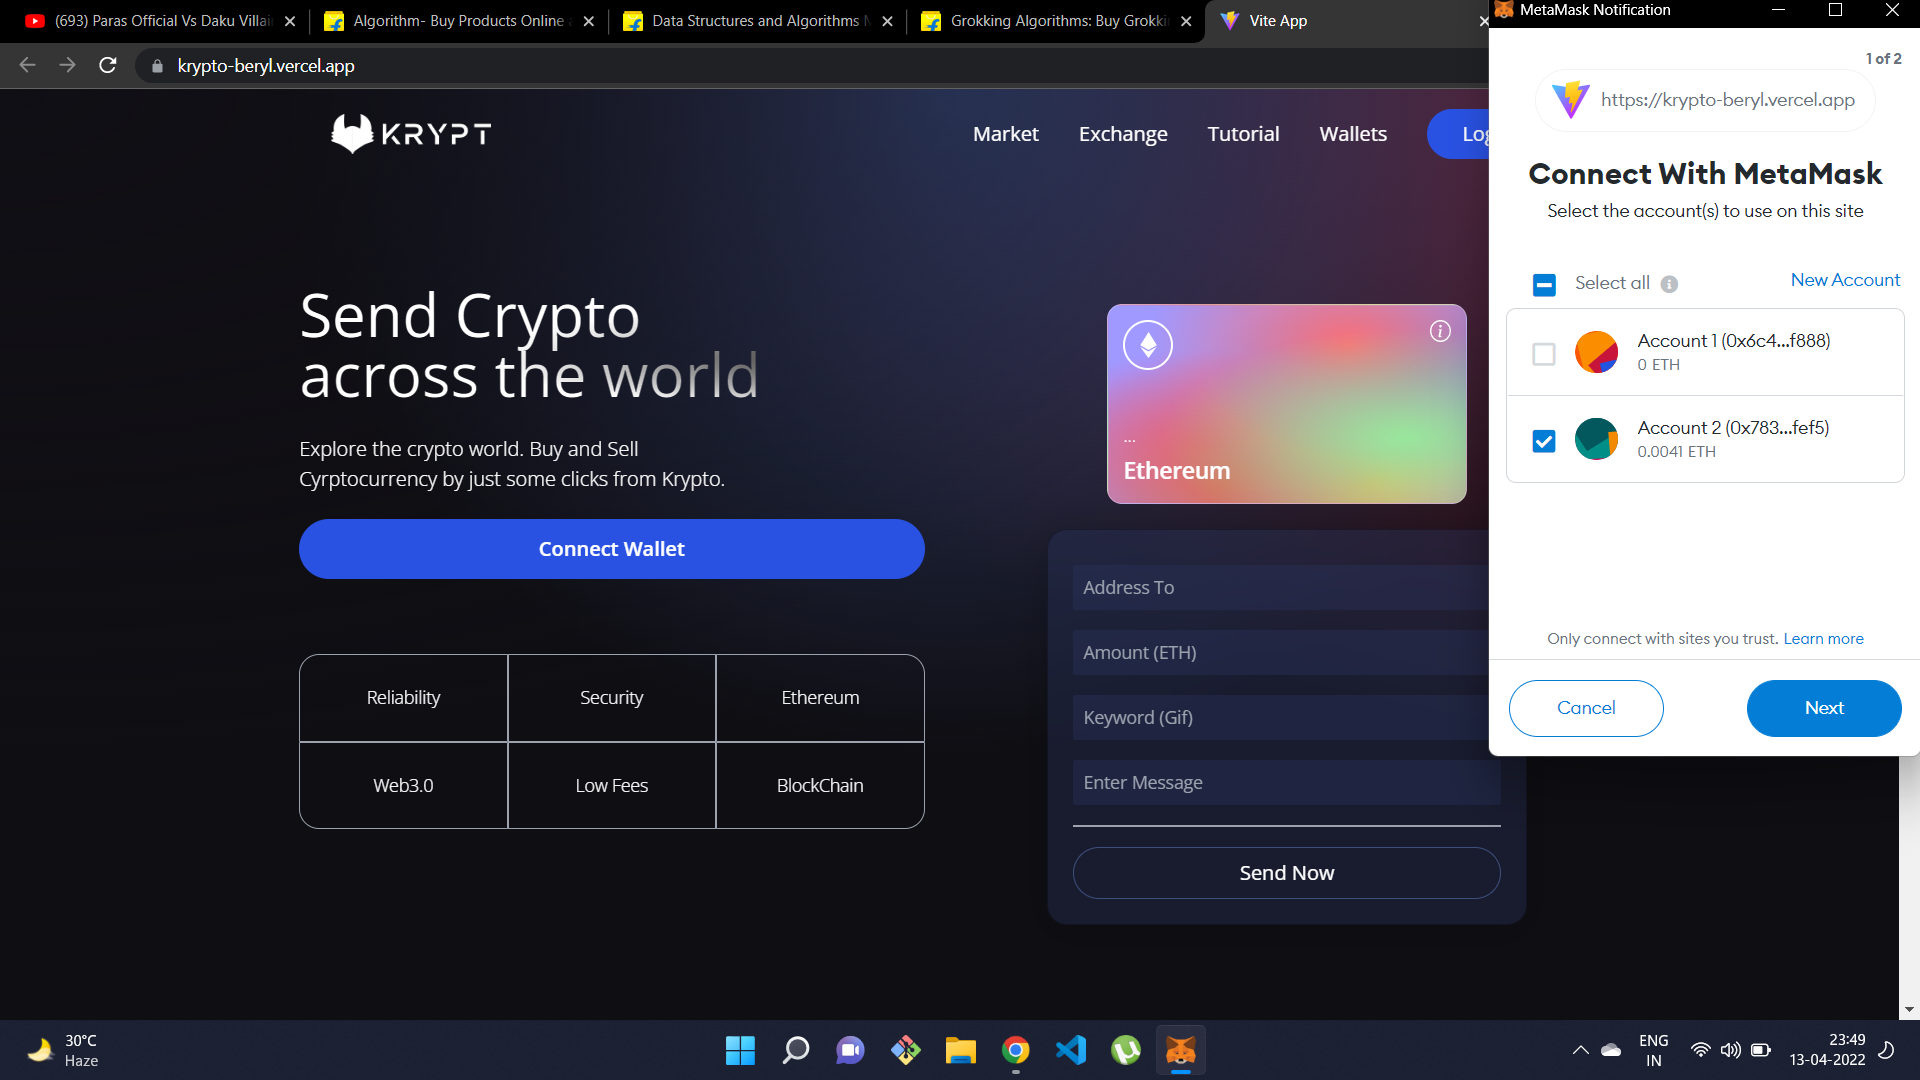 (693) Paras Official Vs Daku Villai
Algorithm- Buy Products Online a
Data Structures and Algorithms M
Grokking Algorithms: Buy Grokki
Vite App
krypto-beryl.vercel.app
KRYPT
Market
Exchange
Tutorial
Wallets
Log
Send Crypto
across the world
Explore the crypto world. Buy and Sell
Cyrptocurrency by just some clicks from Krypto.
Connect Wallet
Reliability
Security
Ethereum
Web3.0
Low Fees
BlockChain
...
Ethereum
Address To
Amount (ETH)
Keyword (Gif)
Enter Message
Send Now
MetaMask Notification
1 of 2
https://krypto-beryl.vercel.app
Connect With MetaMask
Select the account(s) to use on this site
Select all
New Account
Account 1 (0x6c4...f888)
0 ETH
Account 2 (0x783...fef5)
0.0041 ETH
Only connect with sites you trust. Learn more
Cancel
Next
30°C
Haze
ENG
IN
23:49
13-04-2022